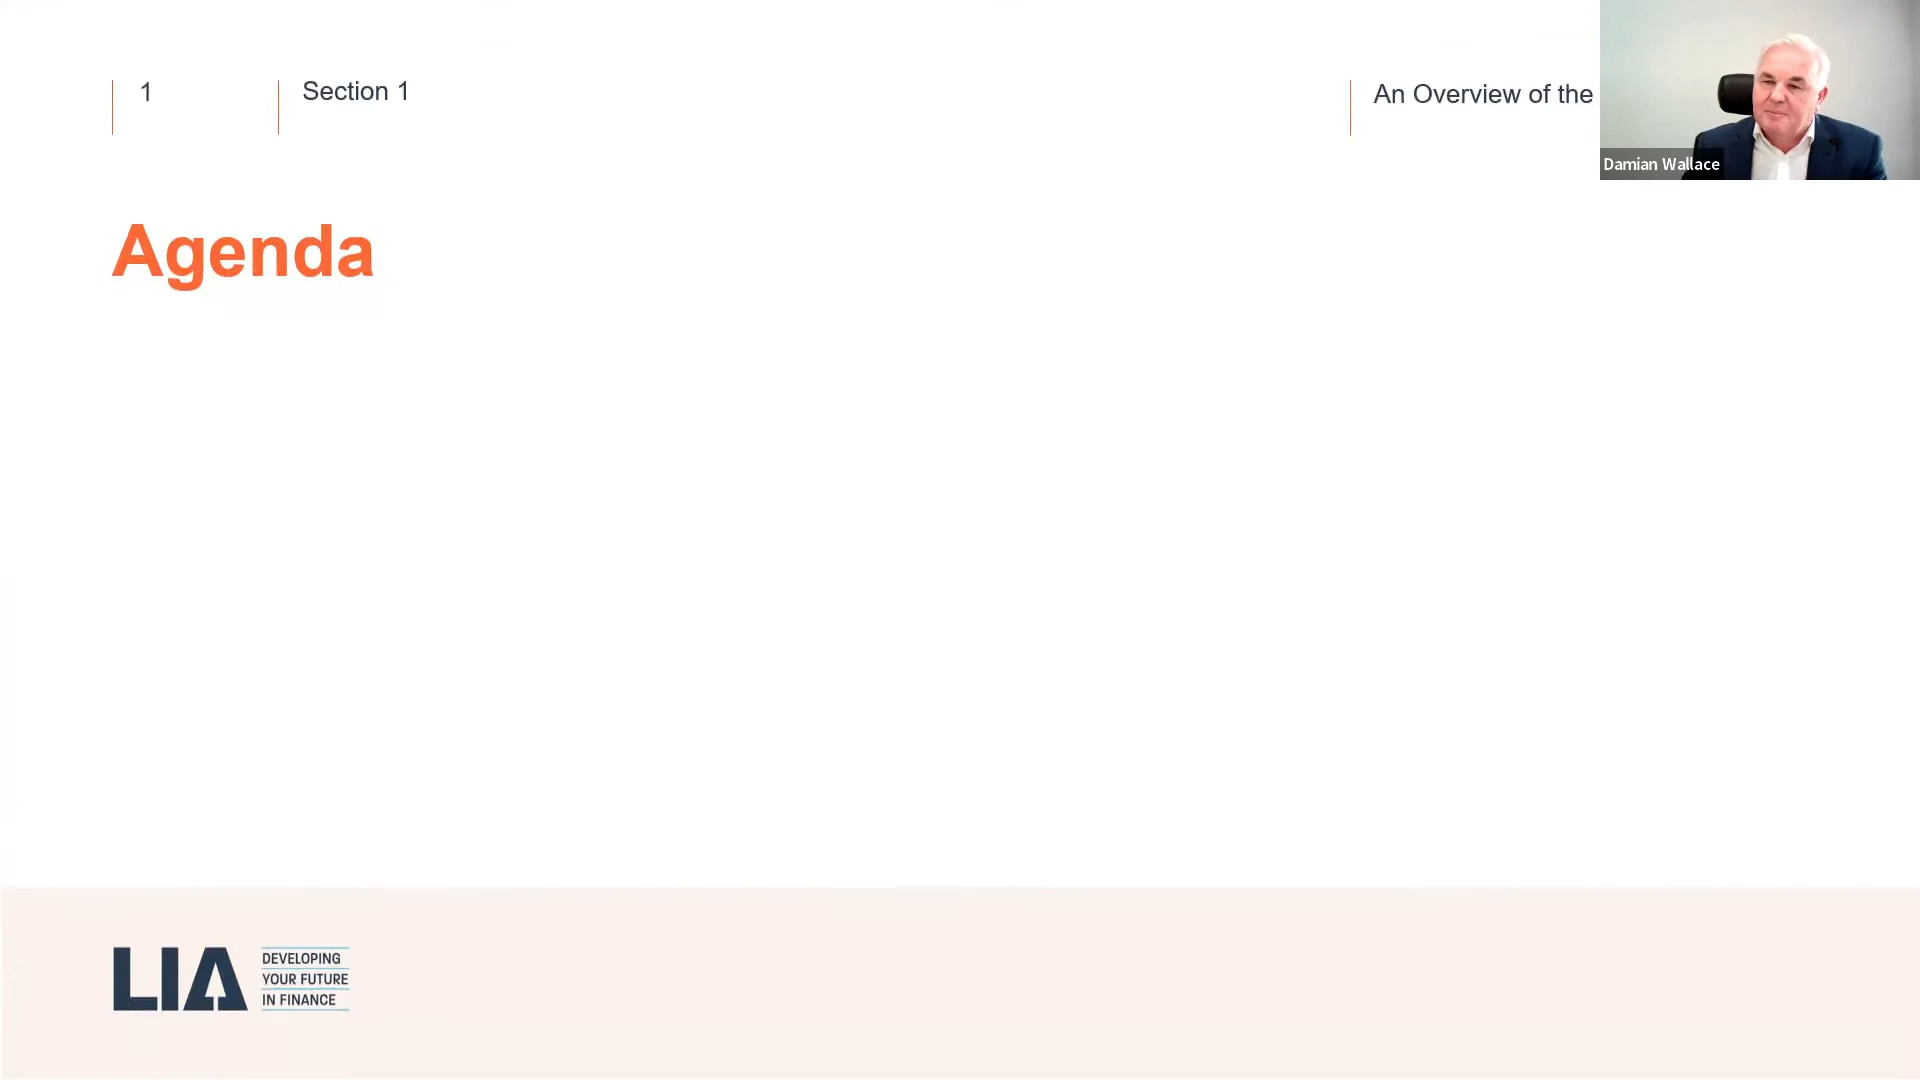 1
Section 1
An Overview of the
Damian Wallace
Agenda
LIA
DEVELOPING
YOUR FUTURE
IN FINANCE